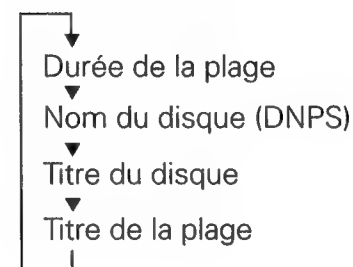 Durée de la plage
Nom du disque (DNPS)
Titre du disque
Titre de la plage